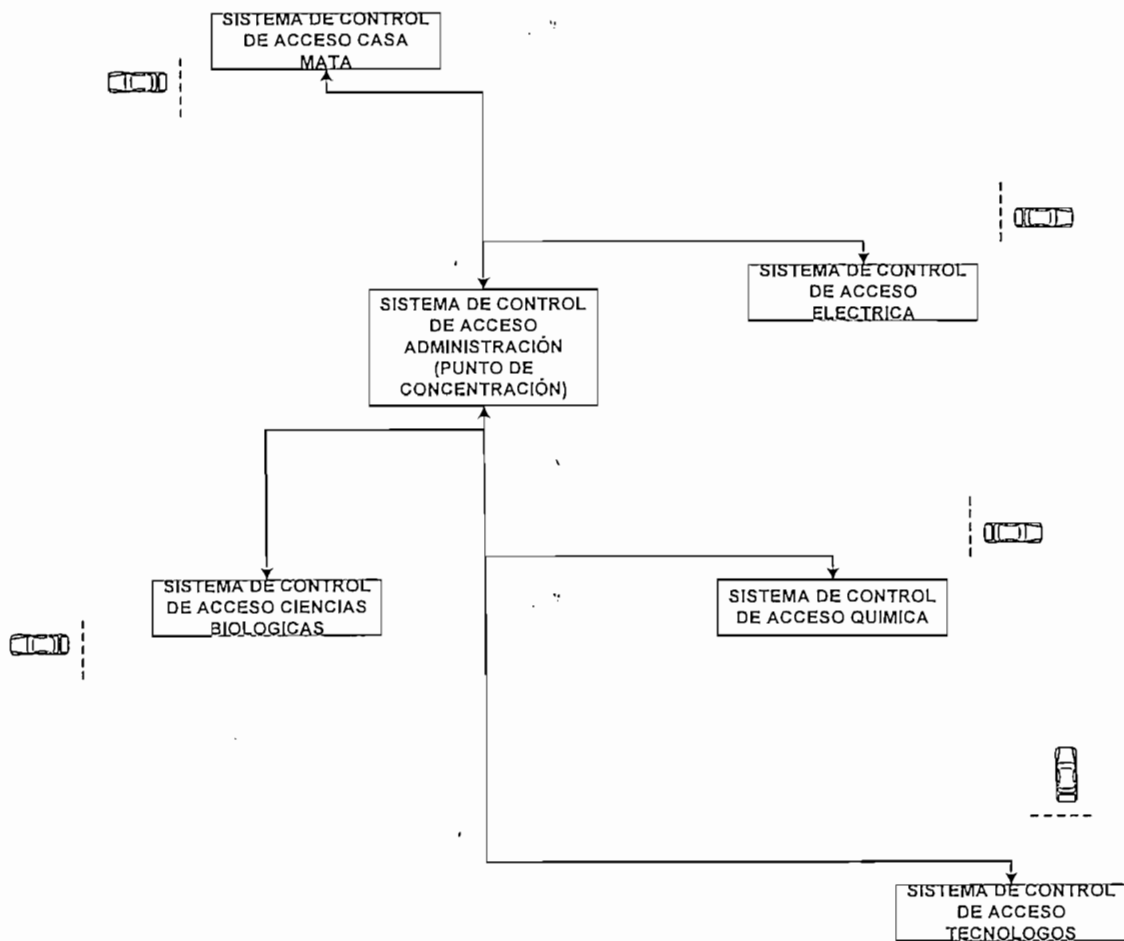 SISTEMA DE CONTROL
DE ACCESO CASA
MATA
SISTEMA DE CONTROL
DE ACCESO
ELECTRICA
SISTEMA DE CONTROL
DE ACCESO
ADMINISTRACIÓN
(PUNTO DE
CONCENTRACIÓN)
SISTEMA DE CONTROL
DE ACCESO CIENCIAS
BIOLOGICAS
SISTEMA DE CONTROL
DE ACCESO QUIMICA
SISTEMA DE CONTROL
DE ACCESO
TECNOLOGOS